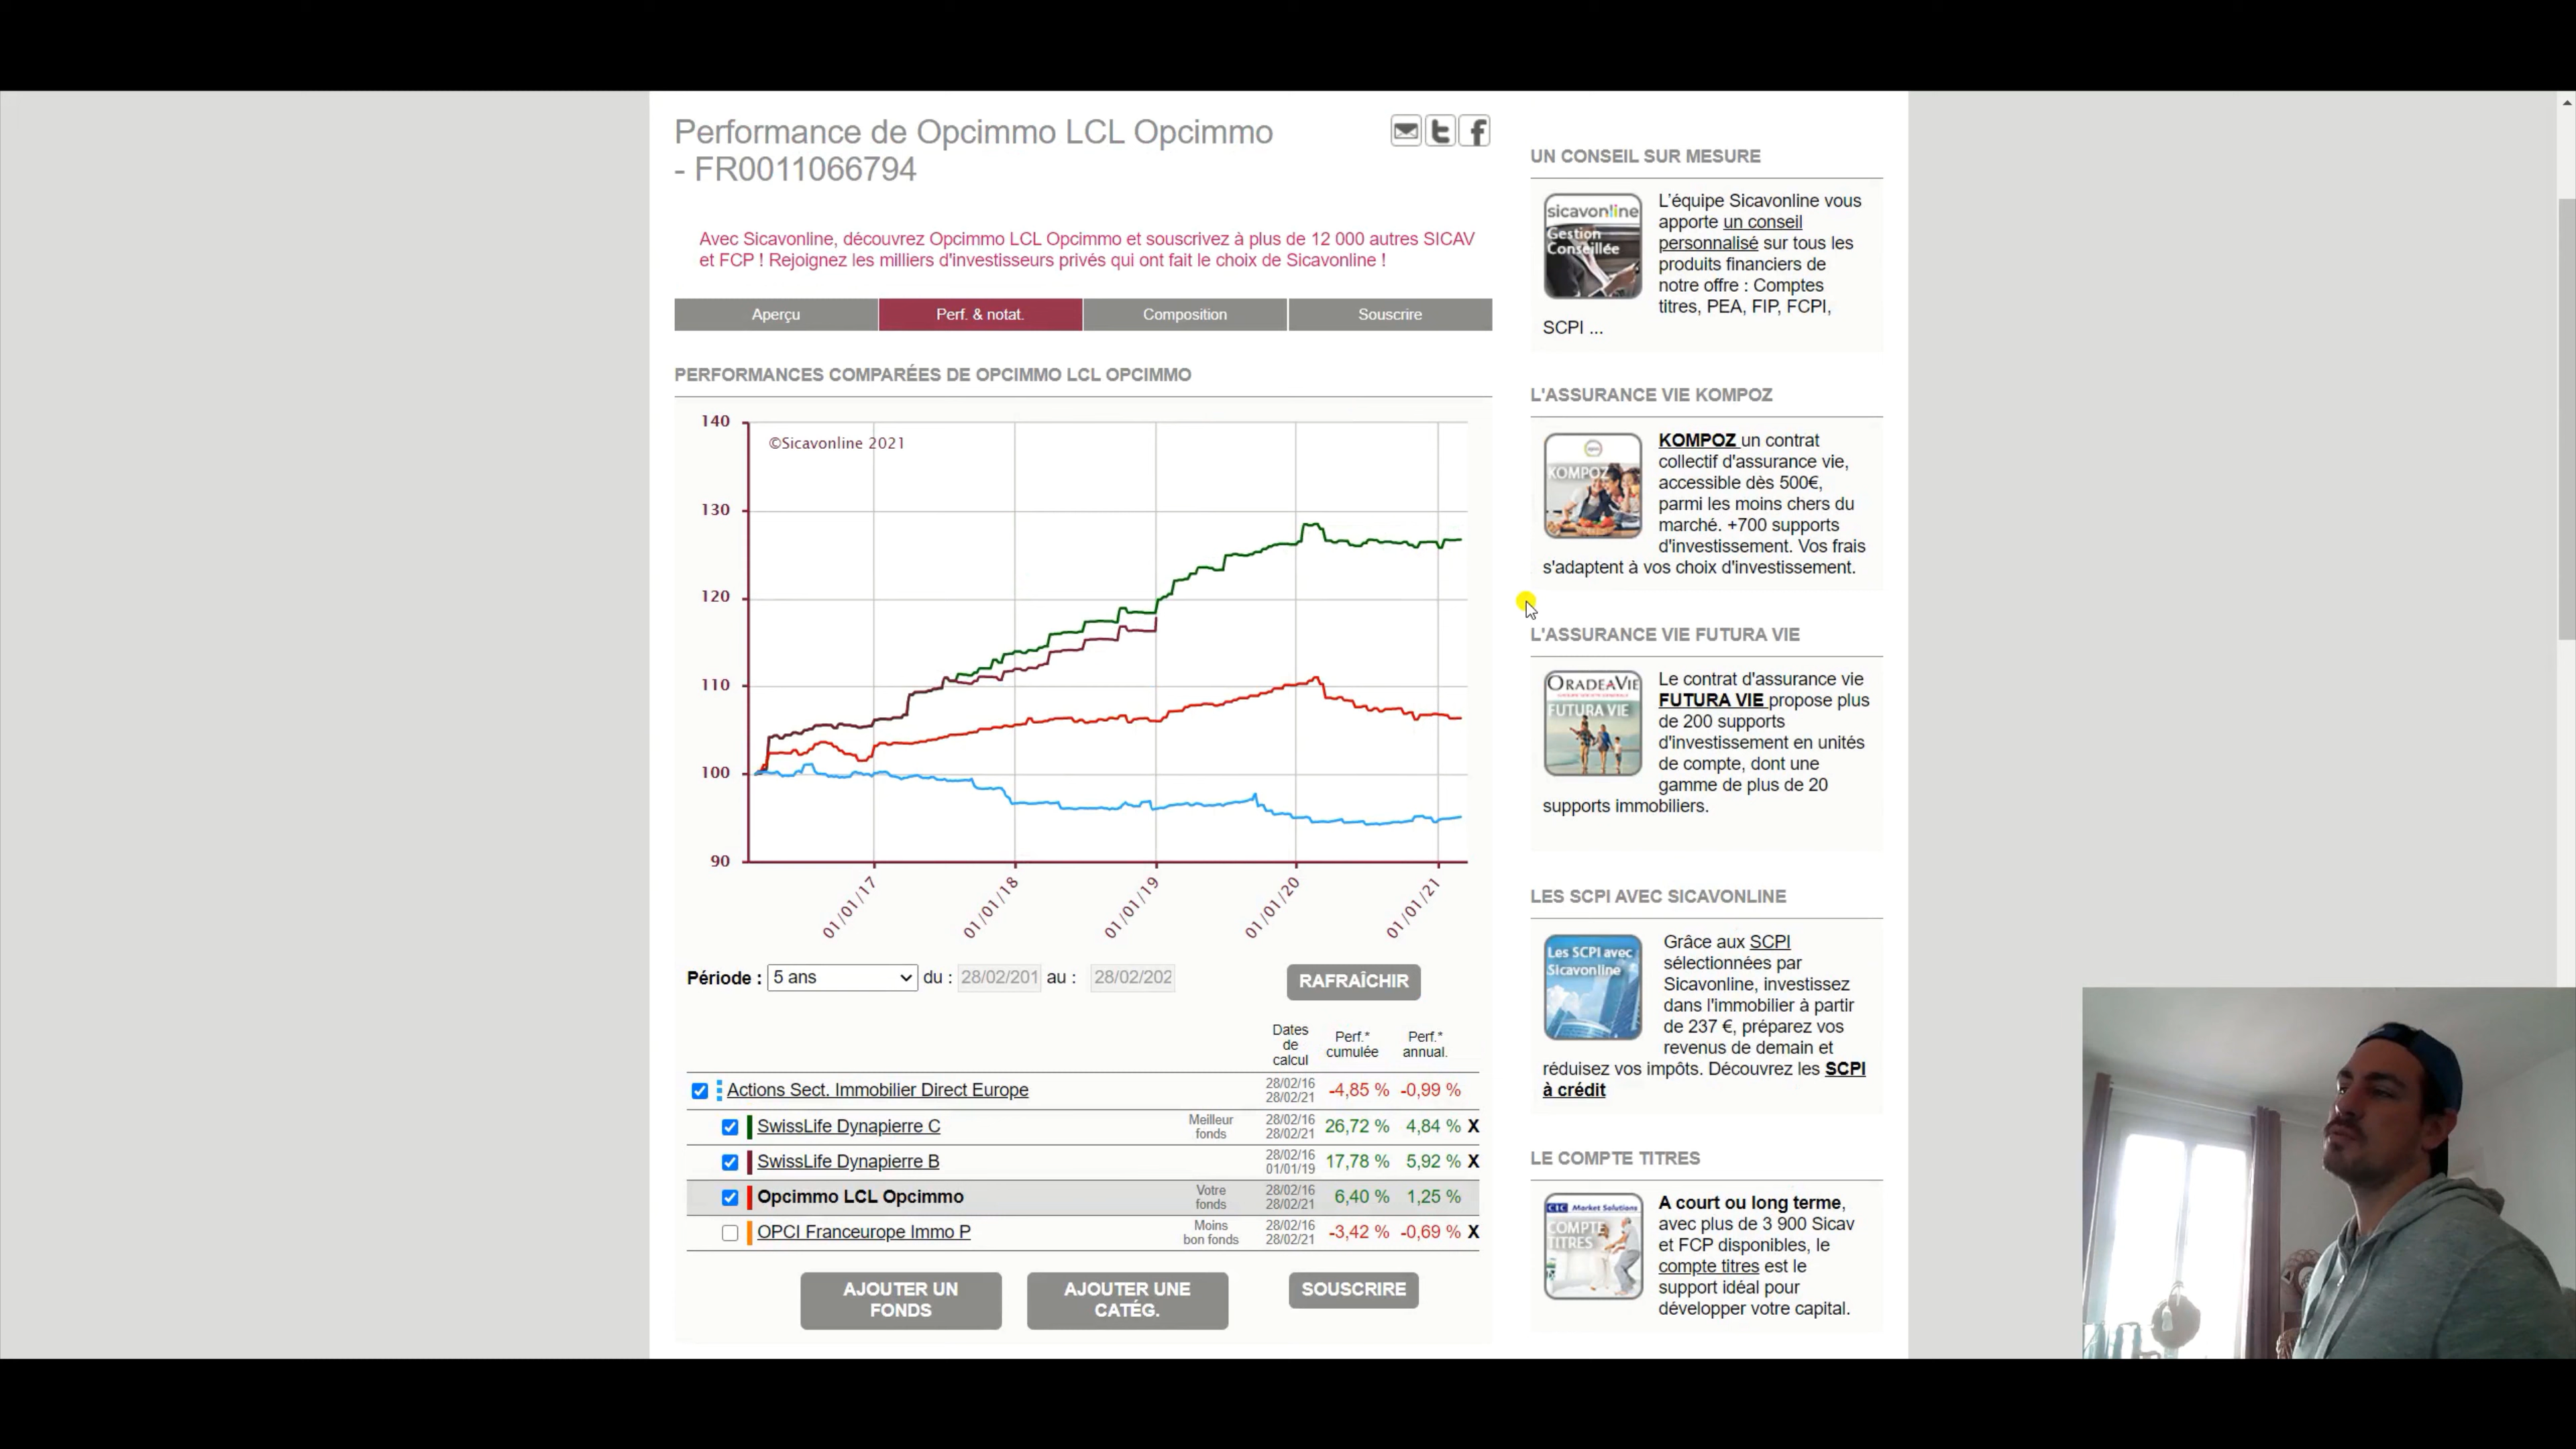 Performance de Opcimmo LCL Opcimmo
- FR0011066794
Avec Sicavonline, découvrez Opcimmo LCL Opcimmo et souscrivez à plus de 12 000 autres SICAV
et FCP ! Rejoignez les milliers d'investisseurs privés qui ont fait le choix de Sicavonline !
Aperçu
Perf. & notat.
Composition
Souscrire
PERFORMANCES COMPARÉES DE OPCIMMO LCL OPCIMMO
©Sicavonline 2021
140
130
120
110
100
90
01/01/17
01/01/18
01/01/19
01/01/20
01/01/21
Période : 5 ans du : 28/02/201 au : 28/02/202
RAFRAÎCHIR
Dates
de
calcul
Perf.*
cumulée
Perf.*
annual.
Actions Sect. Immobilier Direct Europe
28/02/16
28/02/21
-4,85 % -0,99 %
SwissLife Dynapierre C
Meilleur
fonds
28/02/16
28/02/21
26,72 % 4,84 % X
SwissLife Dynapierre B
28/02/16
01/01/19
17,78 % 5,92 % X
Opcimmo LCL Opcimmo
Votre
fonds
28/02/16
28/02/21
6,40 % 1,25 %
OPCI Franceurope Immo P
Moins
bon fonds
28/02/16
28/02/21
-3,42 % -0,69 % X
AJOUTER UN
FONDS
AJOUTER UNE
CATÉG.
SOUSCRIRE
UN CONSEIL SUR MESURE
sicavonline
Gestion
Conseillée
L'équipe Sicavonline vous
apporte un conseil
personnalisé sur tous les
produits financiers de
notre offre : Comptes
titres, PEA, FIP, FCPI,
SCPI ...
L'ASSURANCE VIE KOMPOZ
KOMPOZ
KOMPOZ un contrat
collectif d'assurance vie,
accessible dès 500€,
parmi les moins chers du
marché. +700 supports
d'investissement. Vos frais
s'adaptent à vos choix d'investissement.
L'ASSURANCE VIE FUTURA VIE
ORADEAVIE
FUTURA VIE
Le contrat d'assurance vie
FUTURA VIE propose plus
de 200 supports
d'investissement en unités
de compte, dont une
gamme de plus de 20
supports immobiliers.
LES SCPI AVEC SICAVONLINE
Les SCPI avec
Sicavonline
Grâce aux SCPI
sélectionnées par
Sicavonline, investissez
dans l'immobilier à partir
de 237 €, préparez vos
revenus de demain et
réduisez vos impôts. Découvrez les SCPI
à crédit
LE COMPTE TITRES
CIC Market Solutions
COMPTE
TITRES
A court ou long terme,
avec plus de 3 900 Sicav
et FCP disponibles, le
compte titres est le
support idéal pour
développer votre capital.